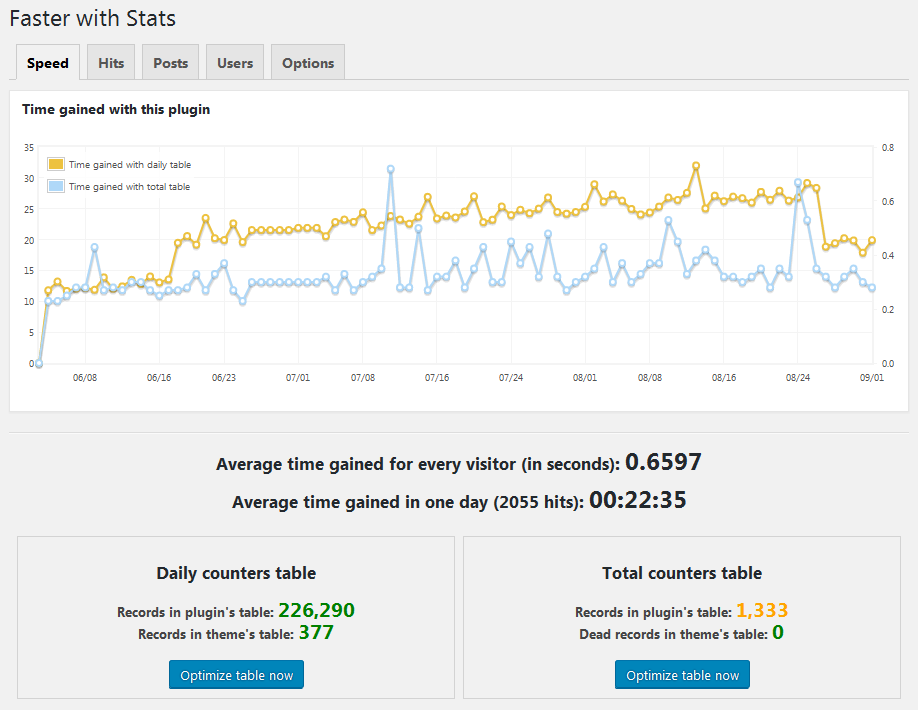 Faster with Stats
Speed Hits Posts Users Options
Time gained with this plugin
35 0.8
Time gained with daily table
30
Time gained with total table
25 0.6
20
0.4
15
10
0.2
5
0 0.0
06/08 06/16 06/23 07/01 07/08 07/16 07/24 08/01 08/08 08/16 08/24 09/01
Average time gained for every visitor (in seconds): 0.6597
Average time gained in one day (2055 hits): 00:22:35
Daily counters table
Records in plugin's table: 226,290
Records in theme's table: 377
Optimize table now
Total counters table
Records in plugin's table: 1,333
Dead records in theme's table: 0
Optimize table now